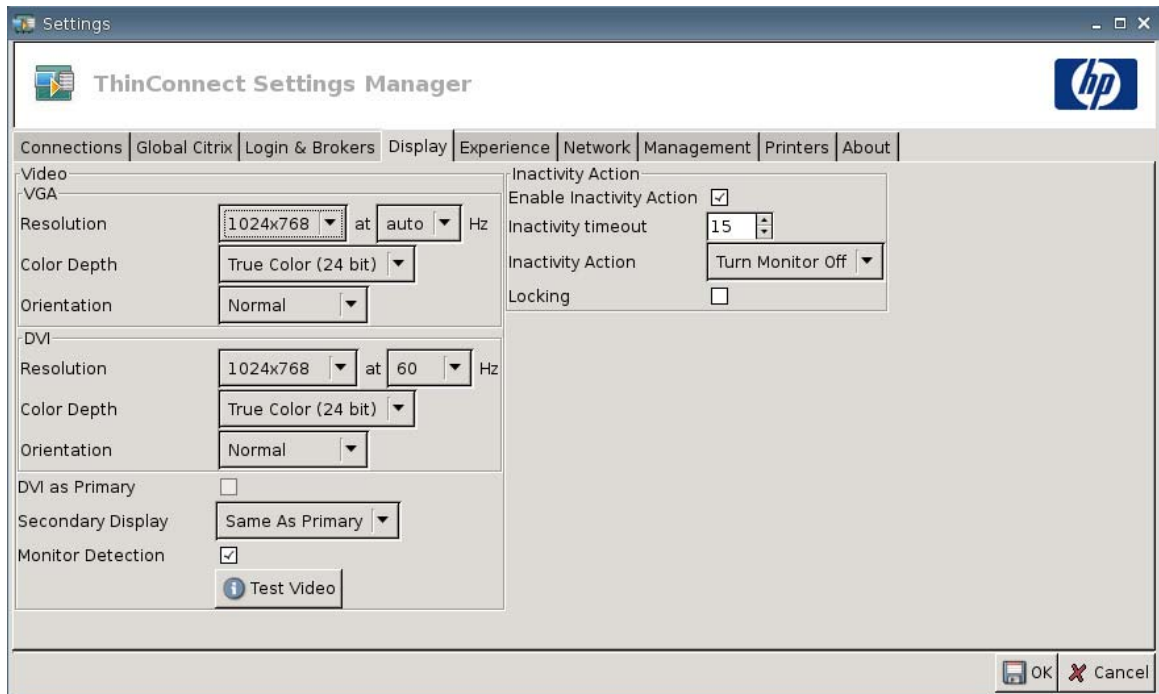 Settings
ThinConnect Settings Manager
hp
Connections Global Citrix Login & Brokers Display Experience Network Management Printers About
Video
VGA
Resolution 1024x768 at auto Hz
Color Depth True Color (24 bit)
Orientation Normal
DVI
Resolution 1024x768 at 60 Hz
Color Depth True Color (24 bit)
Orientation Normal
DVI as Primary
Secondary Display Same As Primary
Monitor Detection
Test Video
Inactivity Action
Enable Inactivity Action
Inactivity timeout 15
Inactivity Action Turn Monitor Off
Locking
OK Cancel